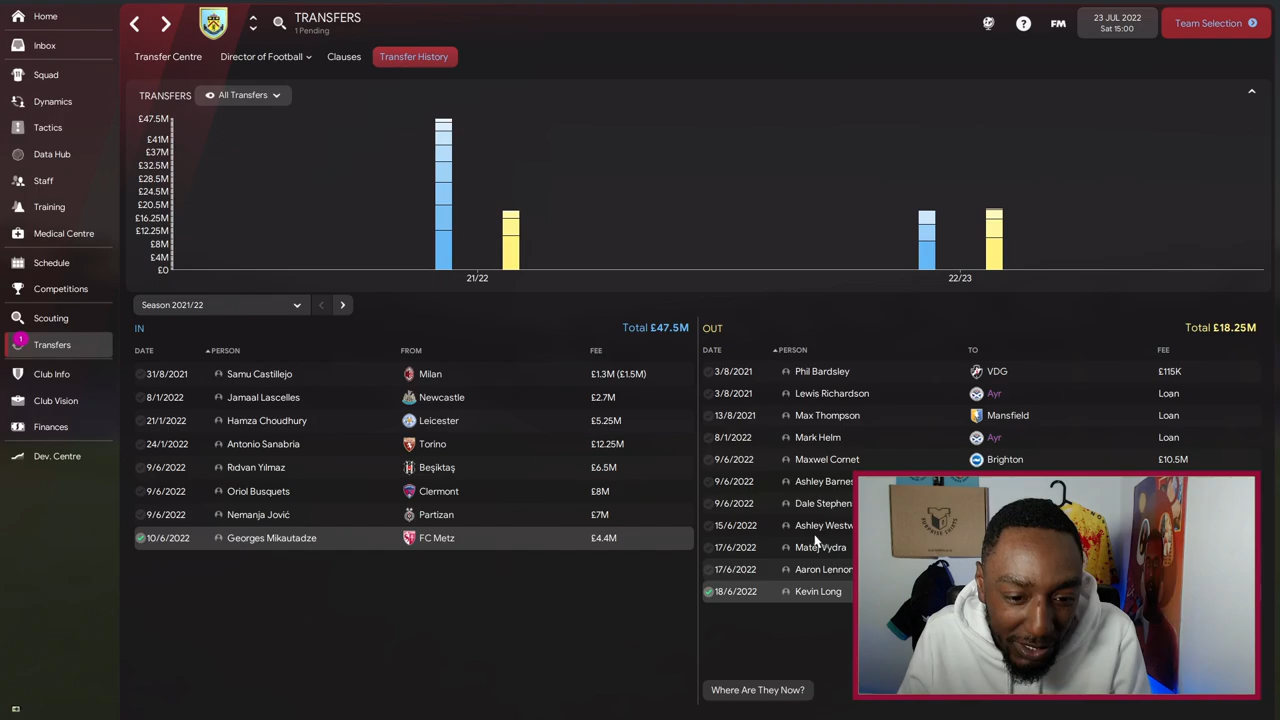 TRANSFERS
1 Pending
FM
23 JUL 2022
Sat 15:00
Team Selection
Home
Inbox
Squad
Dynamics
Tactics
Data Hub
Staff
Training
Medical Centre
Schedule
Competitions
Scouting
1
Transfers
Club Info
Club Vision
Finances
Dev. Centre
Transfer Centre
Director of Football
Clauses
Transfer History
TRANSFERS
All Transfers
£47.5M
£41M
£37M
£32.5M
£28.5M
£24.5M
£20.5M
£16.25M
£12.25M
£8M
£4M
£0
21/22
22/23
Season 2021/22
IN Total £47.5M
DATE PERSON FROM FEE
31/8/2021 Samu Castillejo Milan £1.3M (£1.5M)
8/1/2022 Jamaal Lascelles Newcastle £2.7M
21/1/2022 Hamza Choudhury Leicester £5.25M
24/1/2022 Antonio Sanabria Torino £12.25M
9/6/2022 Rıdvan Yılmaz Beşiktaş £6.5M
9/6/2022 Oriol Busquets Clermont £8M
9/6/2022 Nemanja Jović Partizan £7M
10/6/2022 Georges Mikautadze FC Metz £4.4M
OUT Total £18.25M
DATE PERSON TO FEE
3/8/2021 Phil Bardsley VDG £115K
3/8/2021 Lewis Richardson Ayr Loan
13/8/2021 Max Thompson Mansfield Loan
8/1/2022 Mark Helm Ayr Loan
9/6/2022 Maxwel Cornet Brighton £10.5M
9/6/2022 Ashley Barnes
9/6/2022 Dale Stephen
15/6/2022 Ashley Westw
17/6/2022 Matej Vydra
17/6/2022 Aaron Lennon
18/6/2022 Kevin Long
Where Are They Now?
SURPRISE SHIRTS